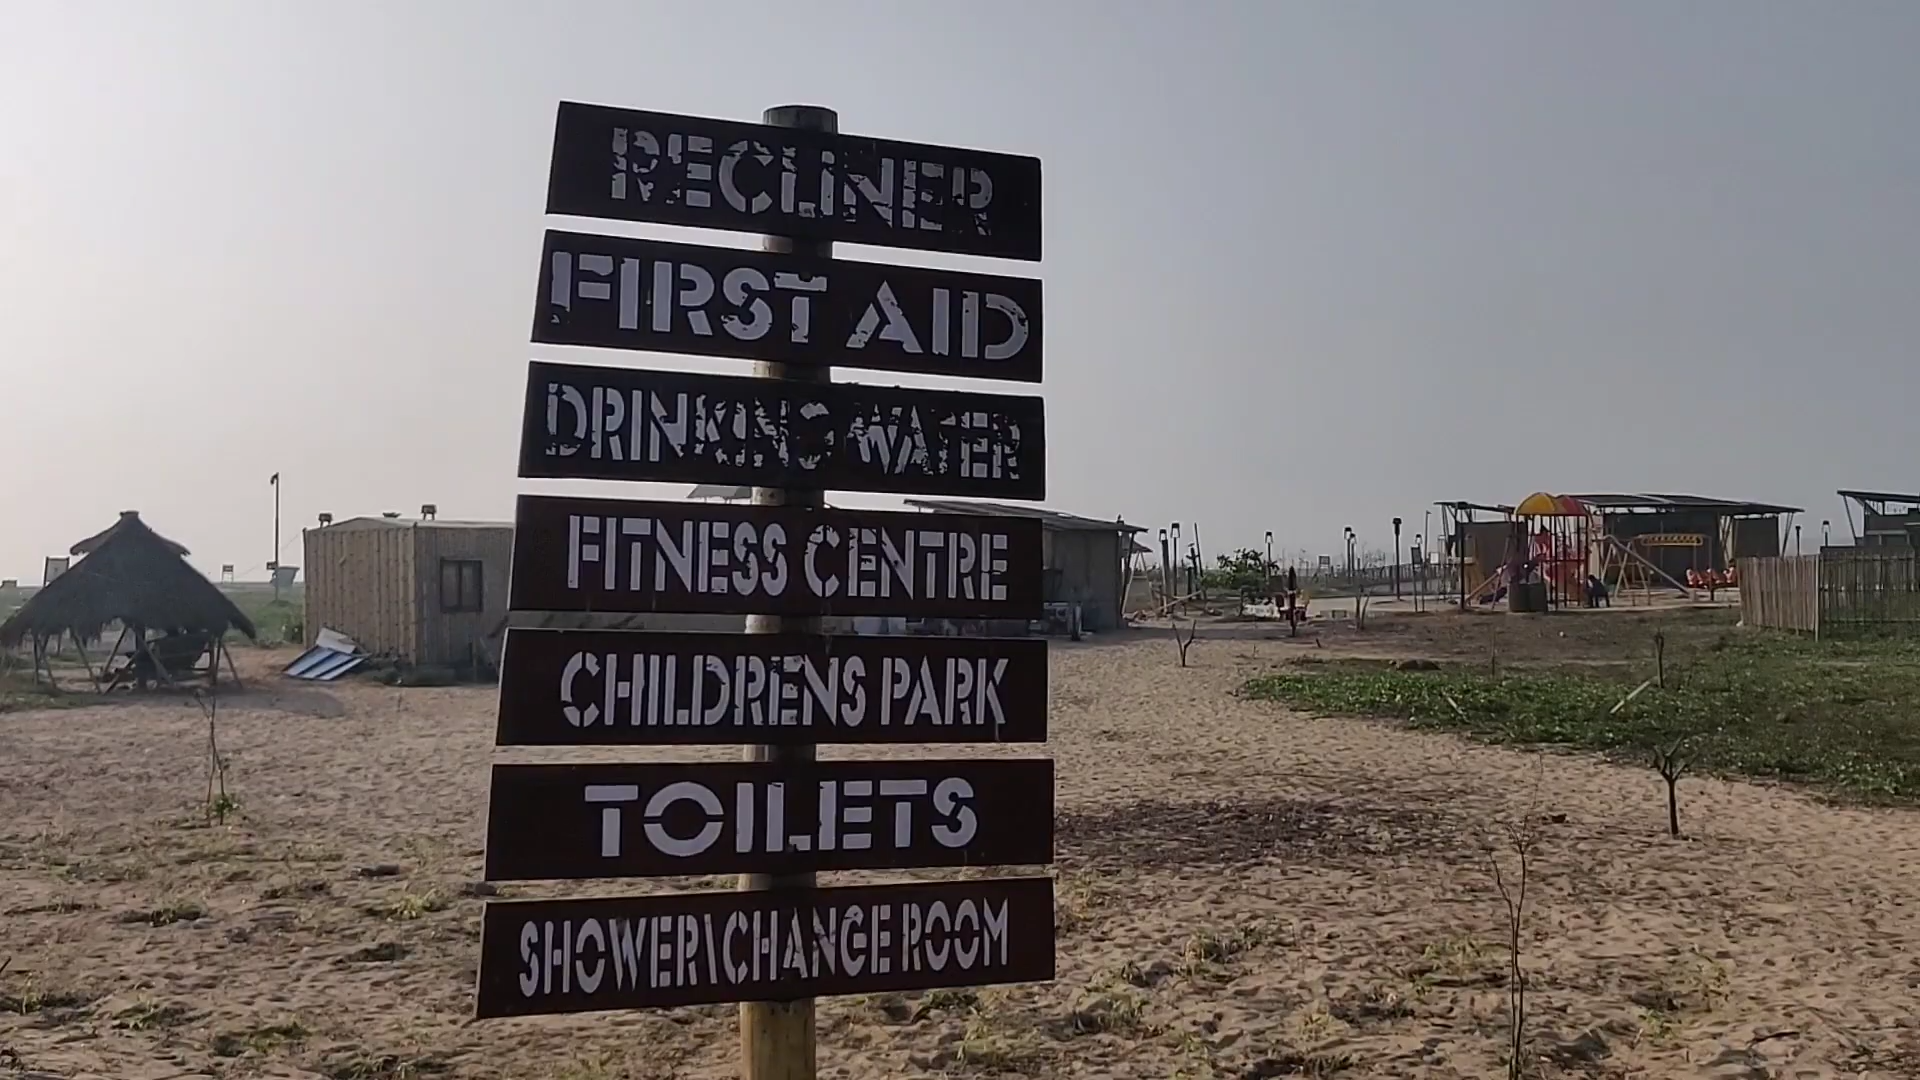 RECLINER
FIRST AID
DRINKING WATER
FITNESS CENTRE
CHILDRENS PARK
TOILETS
SHOWER\CHANGE ROOM